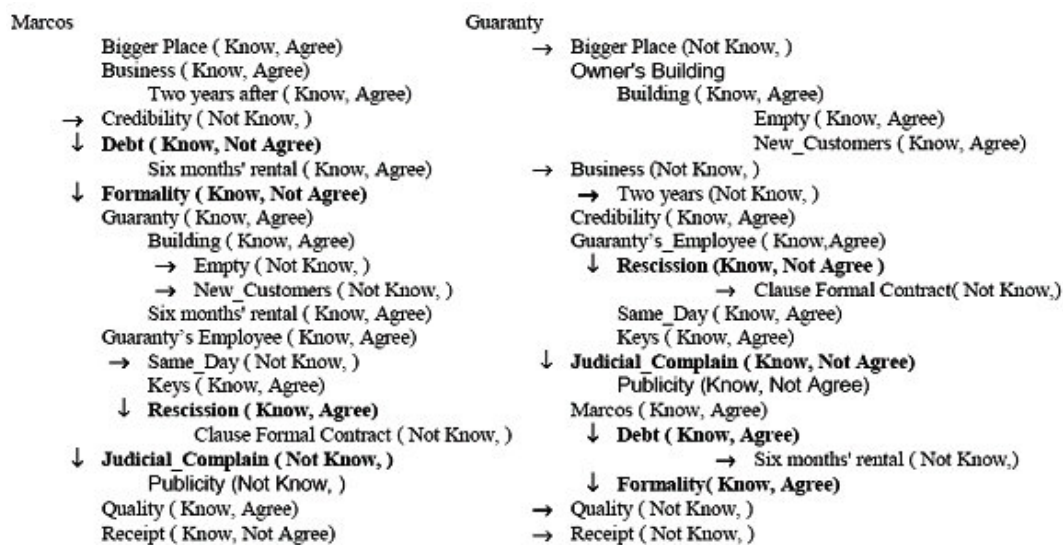 Marcos
Bigger Place ( Know, Agree)
Business ( Know, Agree)
Two years after ( Know, Agree)
→ Credibility ( Not Know, )
↓ Debt ( Know, Not Agree)
Six months' rental ( Know, Agree)
↓ Formality ( Know, Not Agree)
Guaranty ( Know, Agree)
Building ( Know, Agree)
→ Empty ( Not Know, )
→ New_Customers ( Not Know, )
Six months' rental ( Know, Agree)
Guaranty's Employee ( Know, Agree)
→ Same_Day ( Not Know, )
Keys ( Know, Agree)
↓ Rescission ( Know, Agree)
Clause Formal Contract ( Not Know, )
↓ Judicial_Complain ( Not Know, )
Publicity (Not Know, )
Quality ( Know, Agree)
Receipt ( Know, Not Agree)
Guaranty
→ Bigger Place (Not Know, )
Owner's Building
Building ( Know, Agree)
Empty ( Know, Agree)
New_Customers ( Know, Agree)
→ Business (Not Know, )
→ Two years (Not Know, )
Credibility ( Know, Agree)
Guaranty's_Employee ( Know,Agree)
↓ Rescission (Know, Not Agree )
→ Clause Formal Contract( Not Know,)
Same_Day ( Know, Agree)
Keys ( Know, Agree)
↓ Judicial_Complain ( Know, Not Agree)
Publicity (Know, Not Agree)
Marcos ( Know, Agree)
↓ Debt ( Know, Agree)
→ Six months' rental ( Not Know,)
↓ Formality( Know, Agree)
→ Quality ( Not Know, )
→ Receipt ( Not Know, )